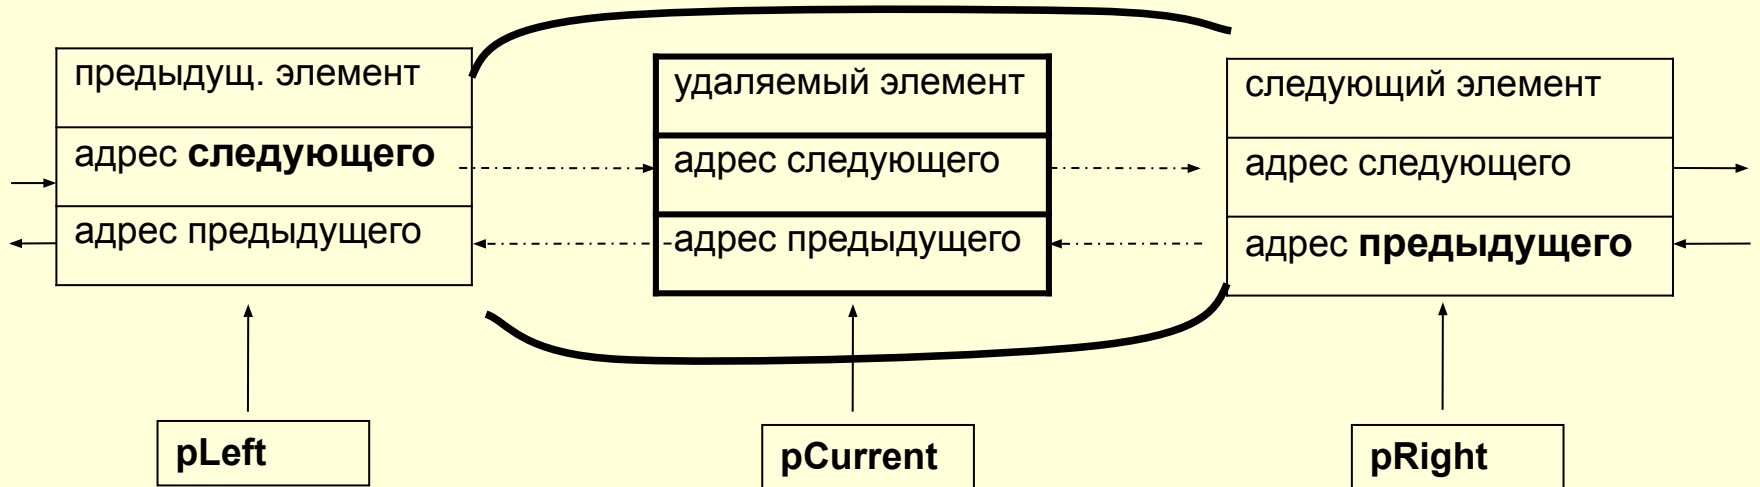 предыдущ. элемент
адрес следующего
адрес предыдущего
удаляемый элемент
адрес следующего
адрес предыдущего
следующий элемент
адрес следующего
адрес предыдущего
pLeft
pCurrent
pRight